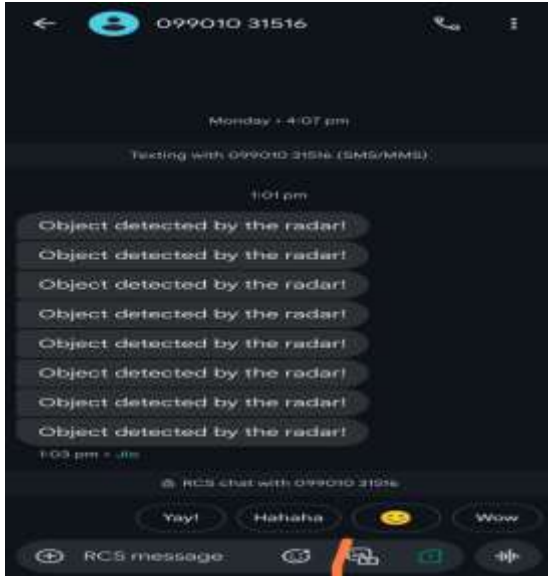 099010 31516
Monday • 4:07 pm
Texting with 099010 31516 (SMS/MMS)
1:01 pm
Object detected by the radar!
Object detected by the radar!
Object detected by the radar!
Object detected by the radar!
Object detected by the radar!
Object detected by the radar!
Object detected by the radar!
Object detected by the radar!
1:03 pm • Jio
RCS chat with 099010 31516
Yay! Hahaha Wow
RCS message